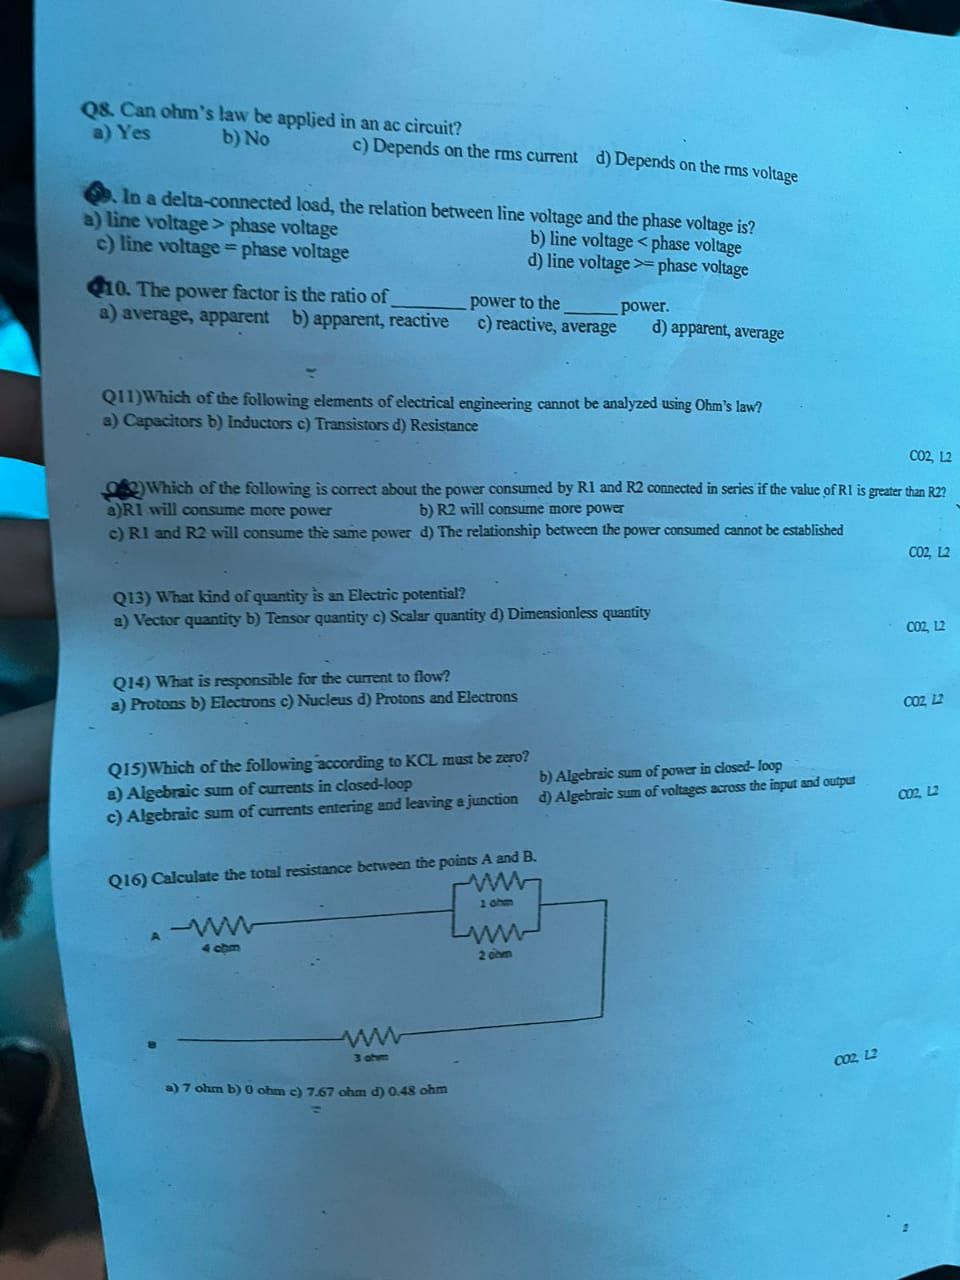 Q8. Can ohm's law be applied in an ac circuit?
a) Yes b) No c) Depends on the rms current d) Depends on the rms voltage
9. In a delta-connected load, the relation between line voltage and the phase voltage is?
a) line voltage > phase voltage b) line voltage < phase voltage
c) line voltage = phase voltage d) line voltage >= phase voltage
10. The power factor is the ratio of ________ power to the ______ power.
a) average, apparent b) apparent, reactive c) reactive, average d) apparent, average
Q11)Which of the following elements of electrical engineering cannot be analyzed using Ohm's law?
a) Capacitors b) Inductors c) Transistors d) Resistance
CO2, L2
Q12)Which of the following is correct about the power consumed by R1 and R2 connected in series if the value of R1 is greater than R2?
a)R1 will consume more power b) R2 will consume more power
c) R1 and R2 will consume the same power d) The relationship between the power consumed cannot be established
CO2, L2
Q13) What kind of quantity is an Electric potential?
a) Vector quantity b) Tensor quantity c) Scalar quantity d) Dimensionless quantity
CO2, L2
Q14) What is responsible for the current to flow?
a) Protons b) Electrons c) Nucleus d) Protons and Electrons
CO2, L2
Q15)Which of the following according to KCL must be zero?
a) Algebraic sum of currents in closed-loop b) Algebraic sum of power in closed- loop
c) Algebraic sum of currents entering and leaving a junction d) Algebraic sum of voltages across the input and output
CO2, L2
Q16) Calculate the total resistance between the points A and B.
1 ohm
A
4 ohm
2 ohm
B
3 ohm
CO2, L2
a) 7 ohm b) 0 ohm c) 7.67 ohm d) 0.48 ohm
2